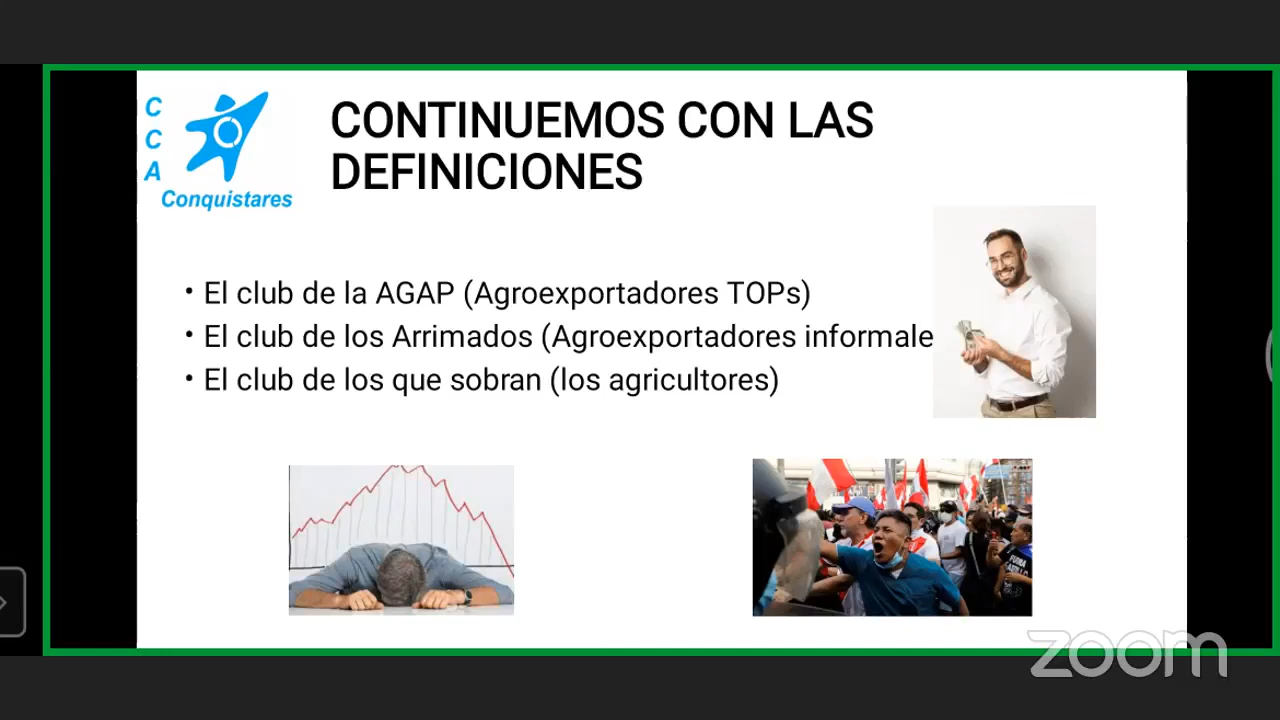 C
C
A
Conquistares
CONTINUEMOS CON LAS
DEFINICIONES
• El club de la AGAP (Agroexportadores TOPs)
• El club de los Arrimados (Agroexportadores informale
• El club de los que sobran (los agricultores)
zoom